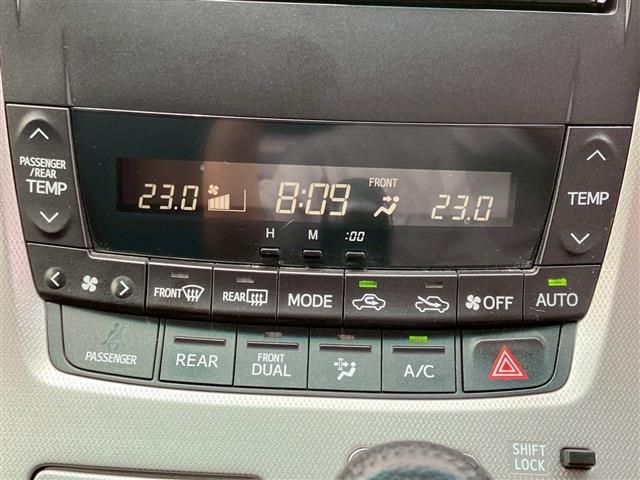 PASSENGER
/REAR
TEMP
23.0
8:09
FRONT
23.0
TEMP
H
M
:00
FRONT
REAR
MODE
OFF
AUTO
PASSENGER
REAR
FRONT
DUAL
A/C
SHIFT
LOCK